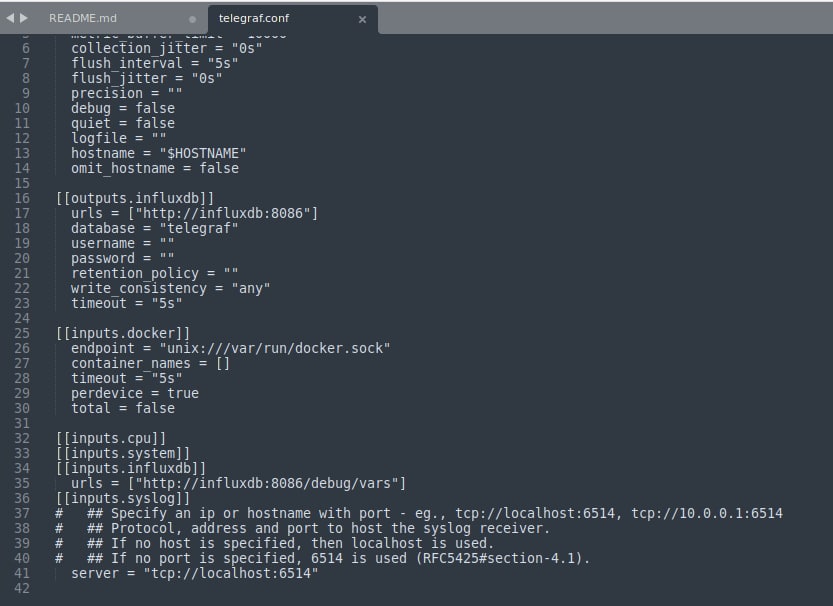 README.md
telegraf.conf
6 collection_jitter = "0s"
7 flush_interval = "5s"
8 flush_jitter = "0s"
9 precision = ""
10 debug = false
11 quiet = false
12 logfile = ""
13 hostname = "$HOSTNAME"
14 omit_hostname = false
15
16 [[outputs.influxdb]]
17 urls = ["http://influxdb:8086"]
18 database = "telegraf"
19 username = ""
20 password = ""
21 retention_policy = ""
22 write_consistency = "any"
23 timeout = "5s"
24
25 [[inputs.docker]]
26 endpoint = "unix:///var/run/docker.sock"
27 container_names = []
28 timeout = "5s"
29 perdevice = true
30 total = false
31
32 [[inputs.cpu]]
33 [[inputs.system]]
34 [[inputs.influxdb]]
35 urls = ["http://influxdb:8086/debug/vars"]
36 [[inputs.syslog]]
37 #   ## Specify an ip or hostname with port - eg., tcp://localhost:6514, tcp://10.0.0.1:6514
38 #   ## Protocol, address and port to host the syslog receiver.
39 #   ## If no host is specified, then localhost is used.
40 #   ## If no port is specified, 6514 is used (RFC5425#section-4.1).
41 server = "tcp://localhost:6514"
42